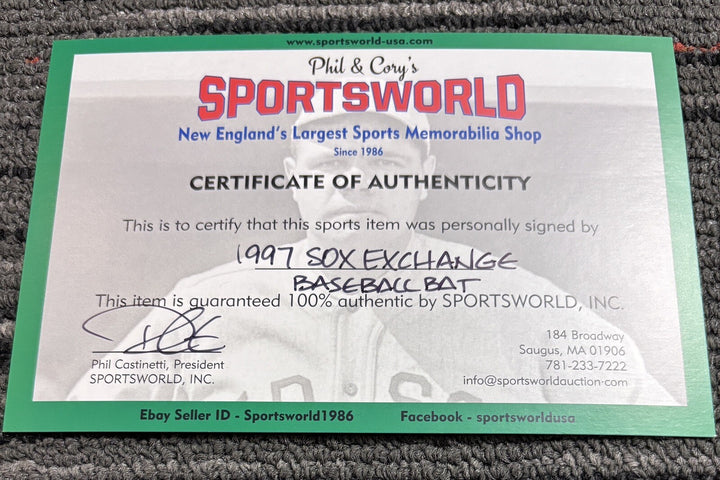 www.sportsworld-usa.com
Phil & Cory's
SPORTSWORLD
New England's Largest Sports Memorabilia Shop
Since 1986
CERTIFICATE OF AUTHENTICITY
This is to certify that this sports item was personally signed by
1997 SOX EXCHANGE
BASEBALL BAT
This item is guaranteed 100% authentic by SPORTSWORLD, INC.
Phil Castinetti, President
SPORTSWORLD, INC.
184 Broadway
Saugus, MA 01906
781-233-7222
info@sportsworldauction.com
Ebay Seller ID - Sportsworld1986
Facebook - sportsworldusa